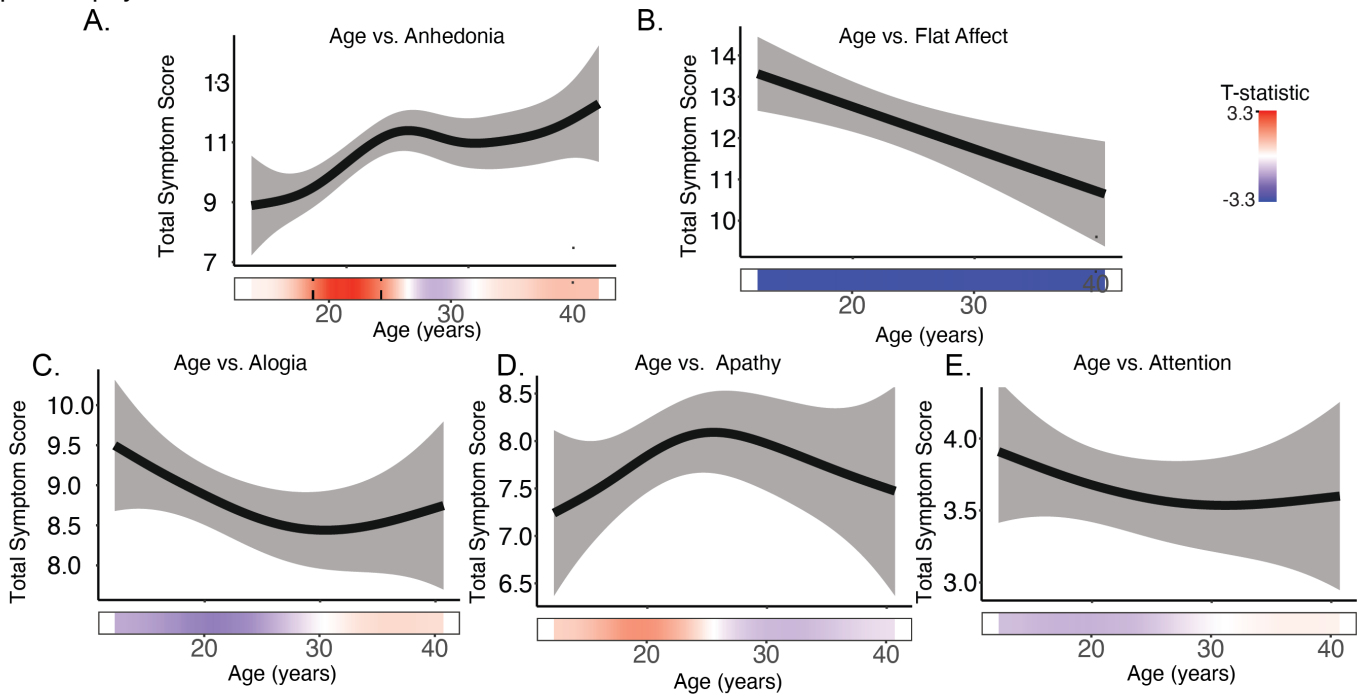 A.
Age vs. Anhedonia
Total Symptom Score
13
11
9
7
20
30
40
Age (years)
B.
Age vs. Flat Affect
Total Symptom Score
14
13
12
11
10
20
30
40
Age (years)
T-statistic
3.3
-3.3
C.
Age vs. Alogia
Total Symptom Score
10.0
9.5
9.0
8.5
8.0
20
30
40
Age (years)
D.
Age vs. Apathy
Total Symptom Score
8.5
8.0
7.5
7.0
6.5
20
30
40
Age (years)
E.
Age vs. Attention
Total Symptom Score
4.0
3.5
3.0
20
30
40
Age (years)